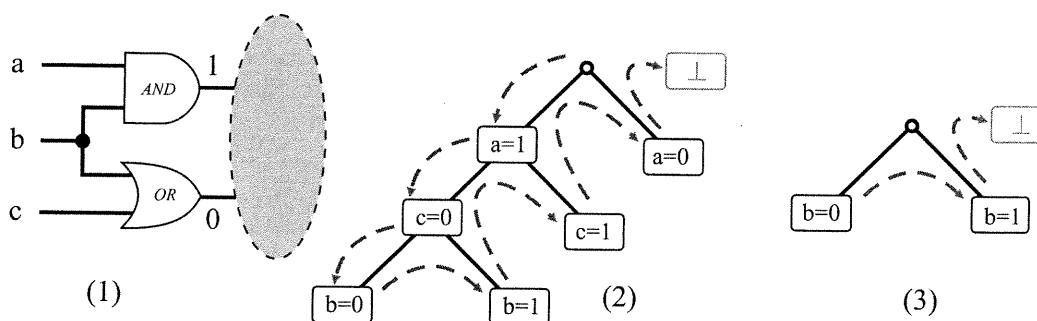 a
AND
1
b
c
OR
0
(1)
⊥
a=1
a=0
c=0
c=1
b=0
b=1
(2)
⊥
b=0
b=1
(3)